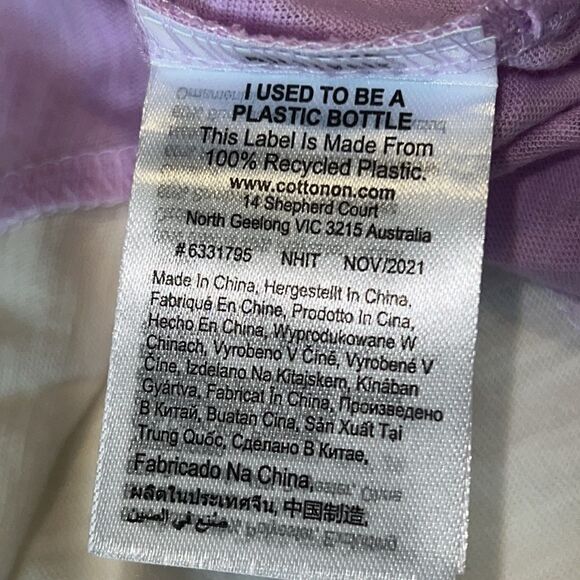 I USED TO BE A
PLASTIC BOTTLE
This Label Is Made From
100% Recycled Plastic.
www.cottonon.com
14 Shepherd Court
North Geelong VIC 3215 Australia
#6331795 NHIT NOV/2021
Made In China, Hergestellt In China,
Fabriqué En Chine, Prodotto In Cina,
Hecho En China, Wyprodukowane W
Chinach, Vyrobeno V Číně, Vyrobené V
Číne, Izdelano Na Kitajskem, Kínában
Gyártva, Fabricat În China, Произведено
В Китай, Buatan Cina, Sản Xuất Tại
Trung Quốc, Сделано В Китае,
Fabricado Na China,
ผลิตในประเทศจีน, 中国制造,
صنع في الصين